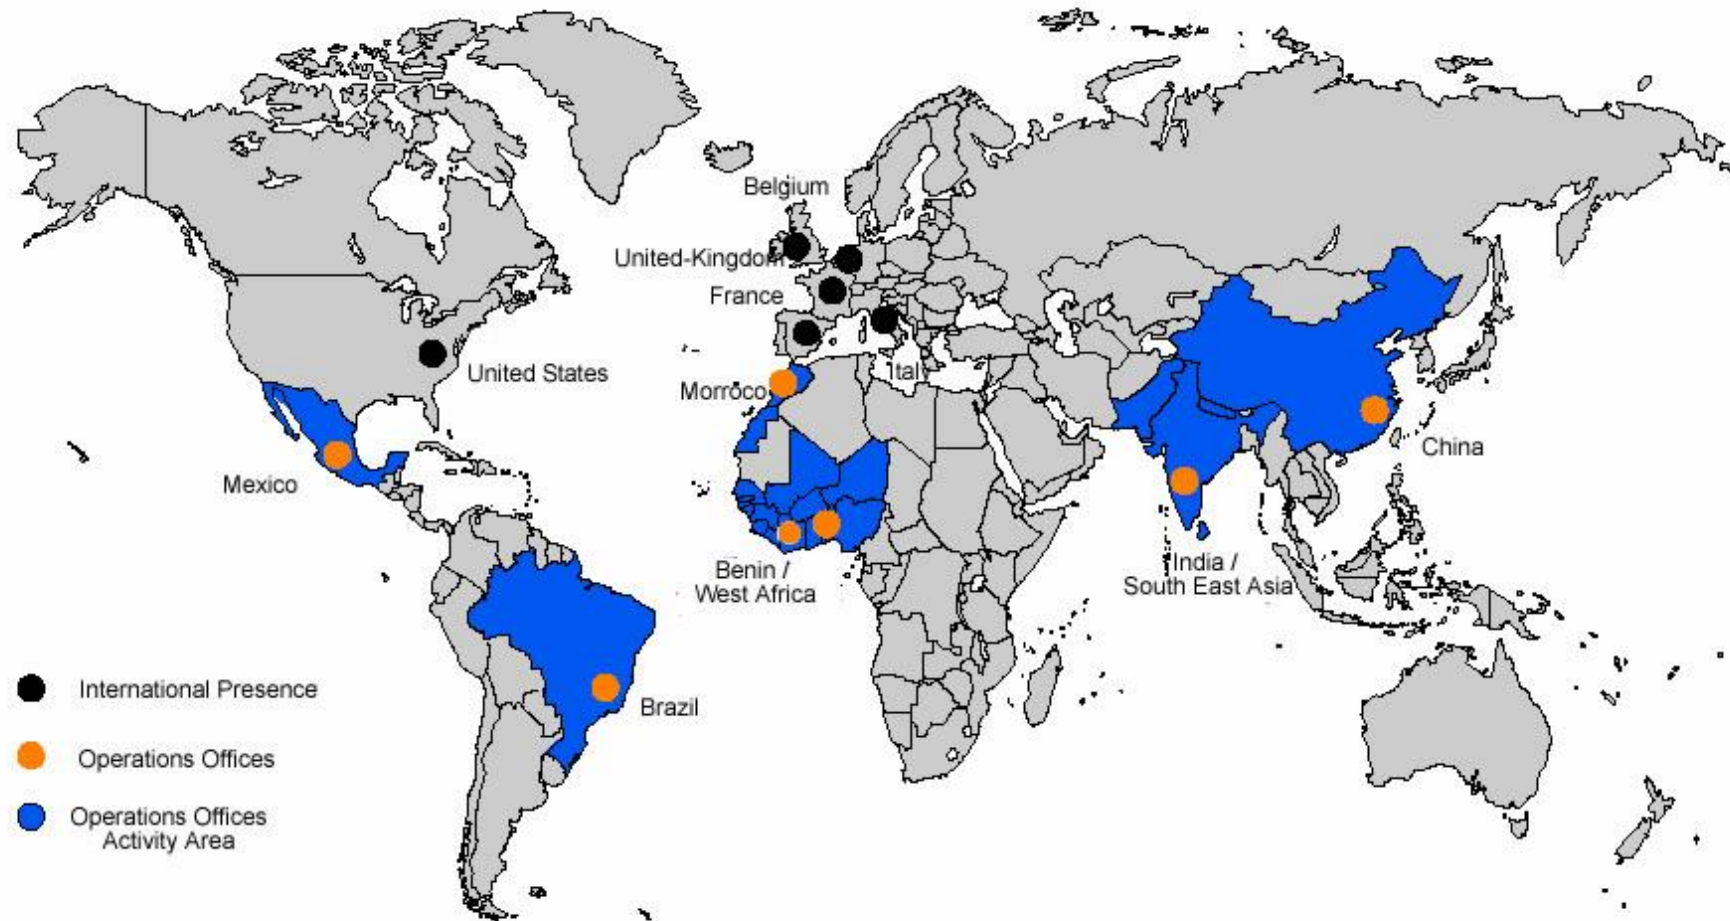 Belgium
United-Kingdom
France
Italy
United States
Morroco
Mexico
China
Benin /
West Africa
India /
South East Asia
Brazil
International Presence
Operations Offices
Operations Offices
Activity Area